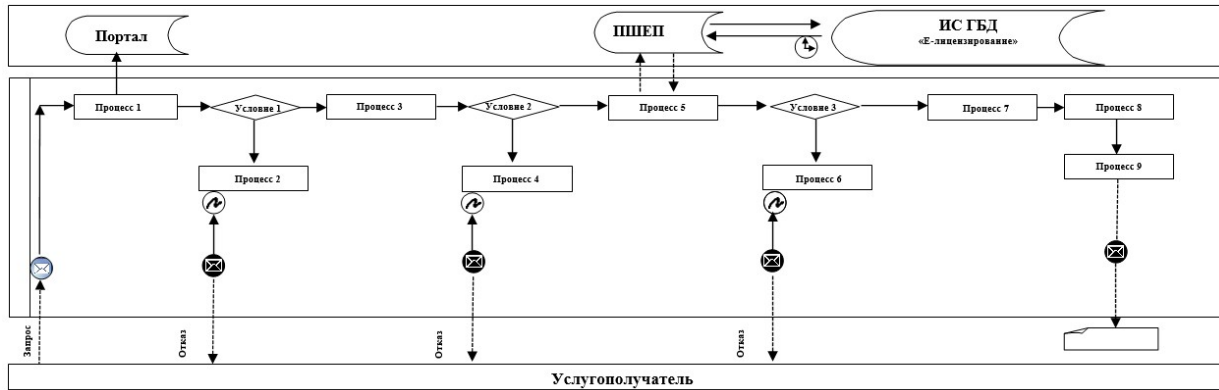 Портал
ПШЕП
ИС ГБД
«Е-лицензирование»
Процесс 1
Условие 1
Процесс 3
Условие 2
Процесс 5
Условие 3
Процесс 7
Процесс 8
Процесс 2
Процесс 4
Процесс 6
Процесс 9
Запрос
Отказ
Отказ
Отказ
Услугополучатель